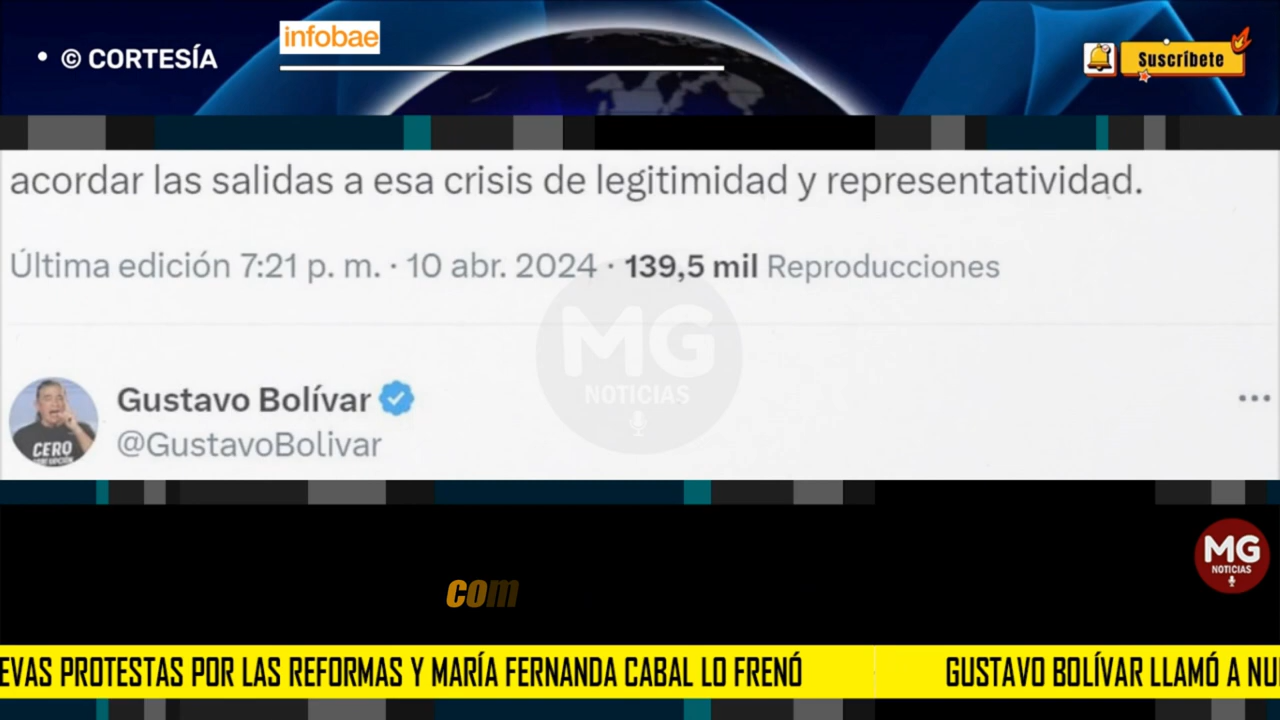 • © CORTESÍA
infobae
Suscríbete
acordar las salidas a esa crisis de legitimidad y representatividad.
Última edición 7:21 p. m. · 10 abr. 2024 · 139,5 mil Reproducciones
MG
NOTICIAS
Gustavo Bolívar
@GustavoBolivar
CERO
MG
NOTICIAS
com
EVAS PROTESTAS POR LAS REFORMAS Y MARÍA FERNANDA CABAL LO FRENÓ
GUSTAVO BOLÍVAR LLAMÓ A NU